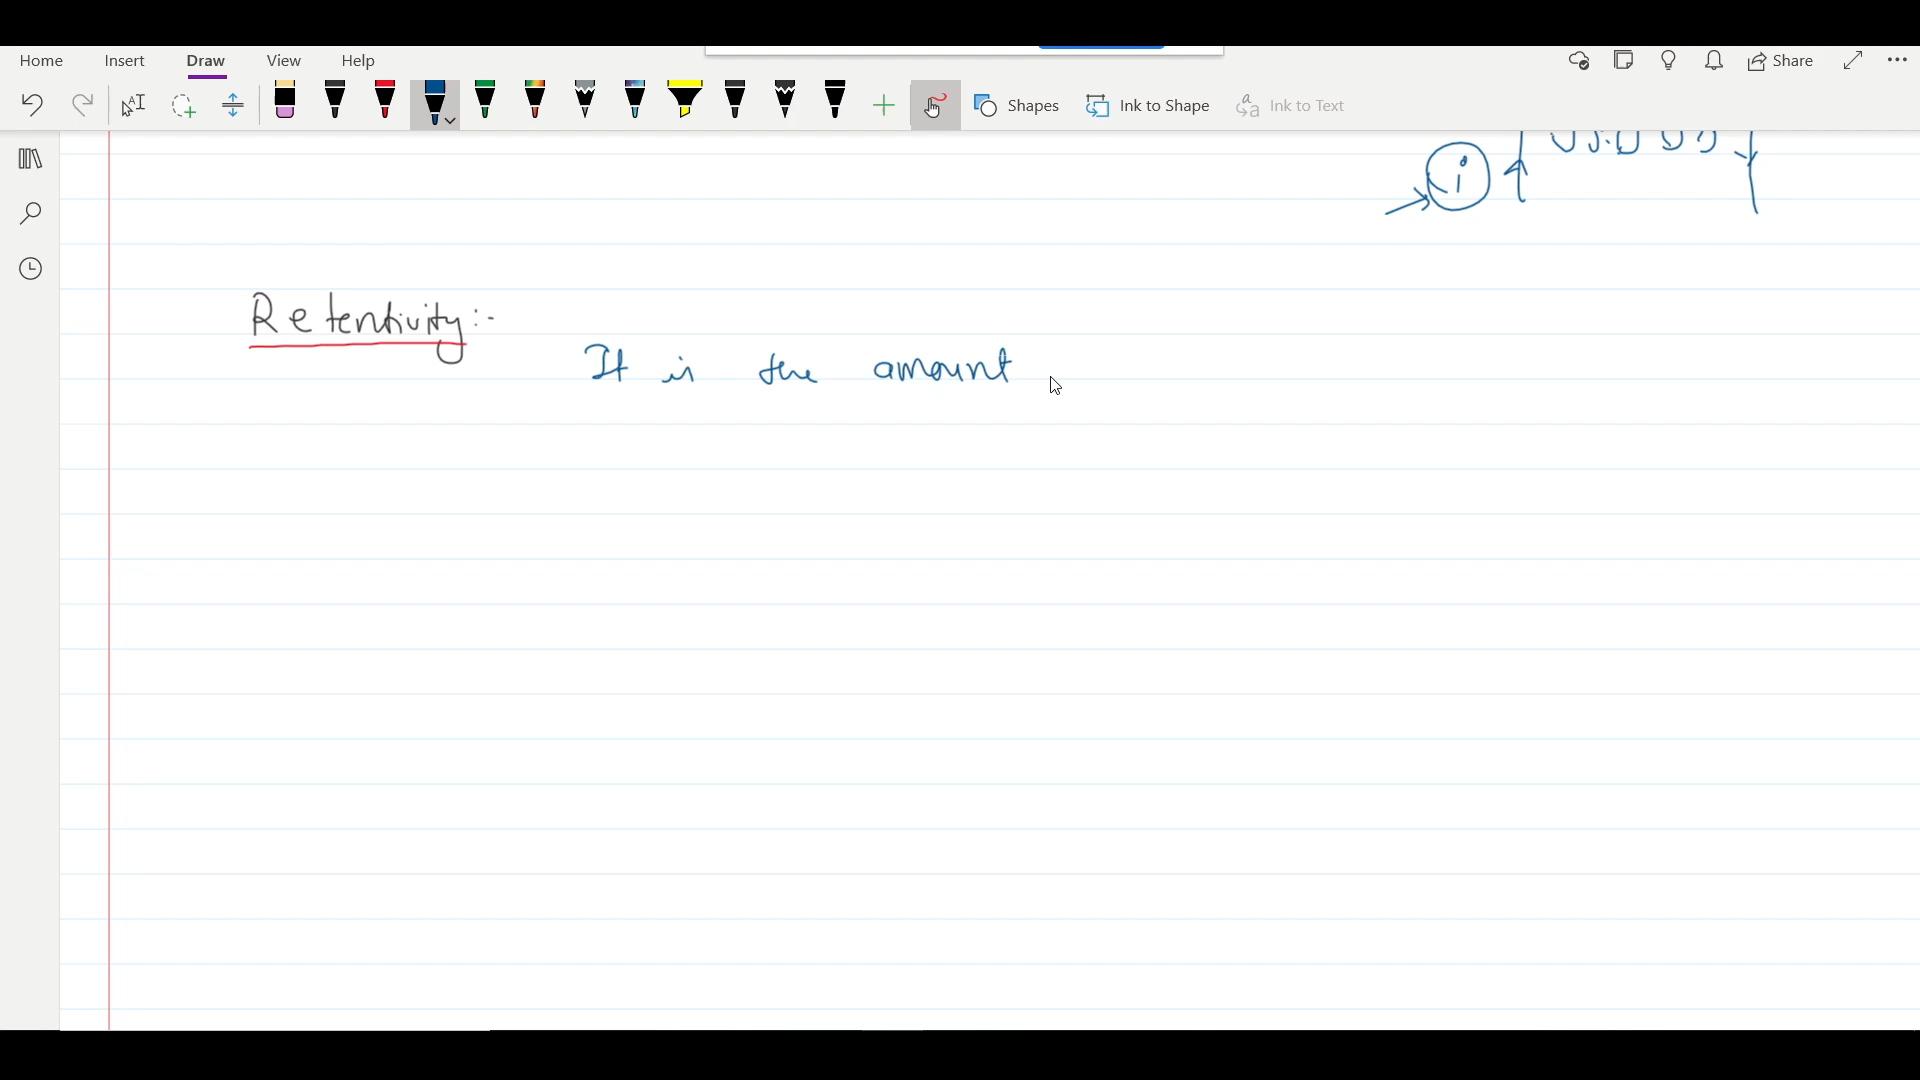 Home Insert Draw View Help
Share
Shapes Ink to Shape Ink to Text
i
Retentivity:-
It is the amount